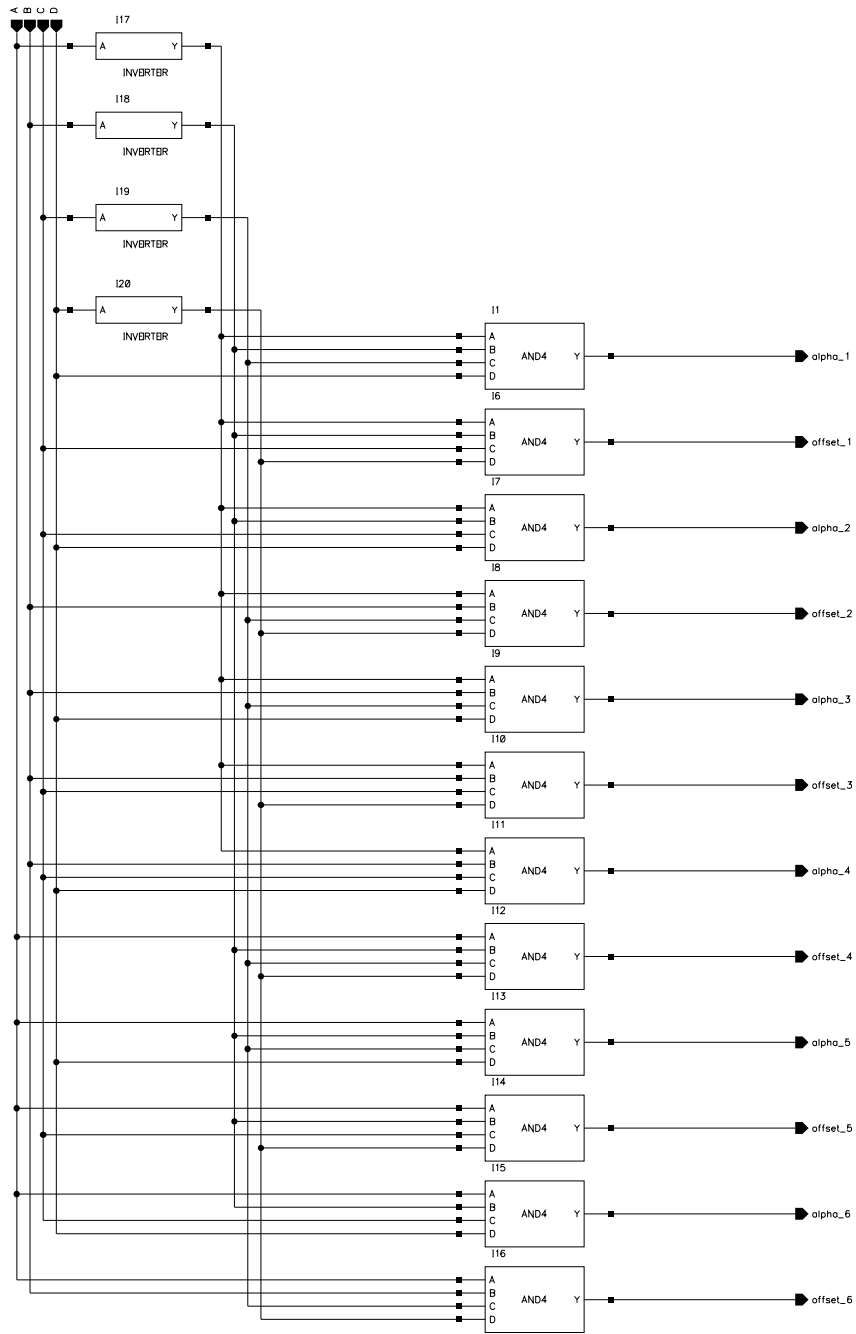 A B C D
I17
A Y
INVERTER
I18
A Y
INVERTER
I19
A Y
INVERTER
I20
A Y
INVERTER
I1
A
B
C
D
AND4 Y
alpha_1
I6
A
B
C
D
AND4 Y
offset_1
I7
A
B
C
D
AND4 Y
alpha_2
I8
A
B
C
D
AND4 Y
offset_2
I9
A
B
C
D
AND4 Y
alpha_3
I10
A
B
C
D
AND4 Y
offset_3
I11
A
B
C
D
AND4 Y
alpha_4
I12
A
B
C
D
AND4 Y
offset_4
I13
A
B
C
D
AND4 Y
alpha_5
I14
A
B
C
D
AND4 Y
offset_5
I15
A
B
C
D
AND4 Y
alpha_6
I16
A
B
C
D
AND4 Y
offset_6